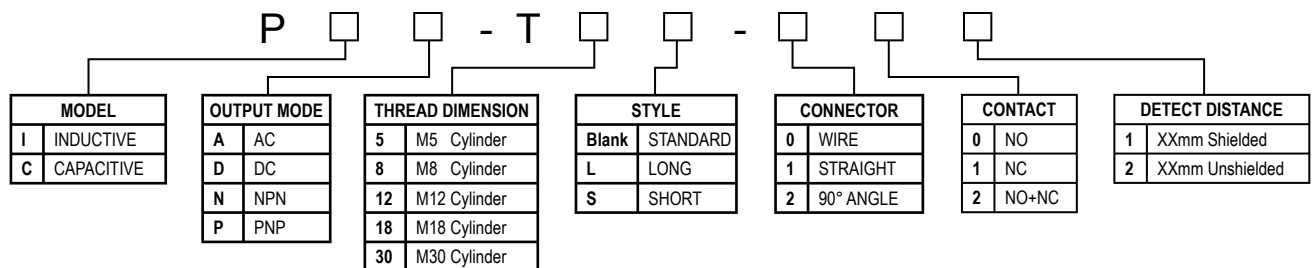 P □ □ - T □ □ - □ □ □
MODEL
I INDUCTIVE
C CAPACITIVE
OUTPUT MODE
A AC
D DC
N NPN
P PNP
THREAD DIMENSION
5 M5 Cylinder
8 M8 Cylinder
12 M12 Cylinder
18 M18 Cylinder
30 M30 Cylinder
STYLE
Blank STANDARD
L LONG
S SHORT
CONNECTOR
0 WIRE
1 STRAIGHT
2 90° ANGLE
CONTACT
0 NO
1 NC
2 NO+NC
DETECT DISTANCE
1 XXmm Shielded
2 XXmm Unshielded